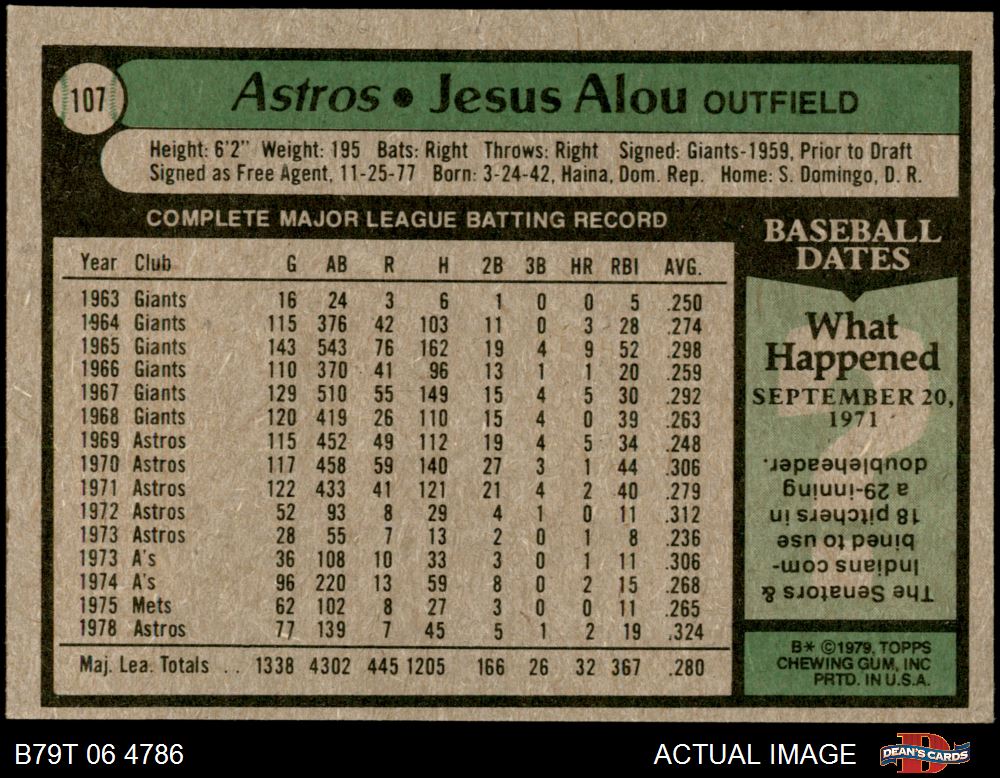 107
Astros • Jesus Alou OUTFIELD
Height: 6'2" Weight: 195 Bats: Right Throws: Right Signed: Giants-1959, Prior to Draft
Signed as Free Agent, 11-25-77 Born: 3-24-42, Haina, Dom. Rep. Home: S. Domingo, D. R.
COMPLETE MAJOR LEAGUE BATTING RECORD
Year Club G AB R H 2B 3B HR RBI AVG.
1963 Giants 16 24 3 6 1 0 0 5 .250
1964 Giants 115 376 42 103 11 0 3 28 .274
1965 Giants 143 543 76 162 19 4 9 52 .298
1966 Giants 110 370 41 96 13 1 1 20 .259
1967 Giants 129 510 55 149 15 4 5 30 .292
1968 Giants 120 419 26 110 15 4 0 39 .263
1969 Astros 115 452 49 112 19 4 5 34 .248
1970 Astros 117 458 59 140 27 3 1 44 .306
1971 Astros 122 433 41 121 21 4 2 40 .279
1972 Astros 52 93 8 29 4 1 0 11 .312
1973 Astros 28 55 7 13 2 0 1 8 .236
1973 A's 36 108 10 33 3 0 1 11 .306
1974 A's 96 220 13 59 8 0 2 15 .268
1975 Mets 62 102 8 27 3 0 0 11 .265
1978 Astros 77 139 7 45 5 1 2 19 .324
Maj. Lea. Totals .. 1338 4302 445 1205 166 26 32 367 .280
BASEBALL
DATES
What
Happened
SEPTEMBER 20,
1971
The Senators &
Indians com-
bined to use
18 pitchers in
a 29-inning
doubleheader.
B* ©1979, TOPPS
CHEWING GUM, INC
PRTD. IN U.S.A.
B79T 06 4786
ACTUAL IMAGE
DEAN'S CARDS